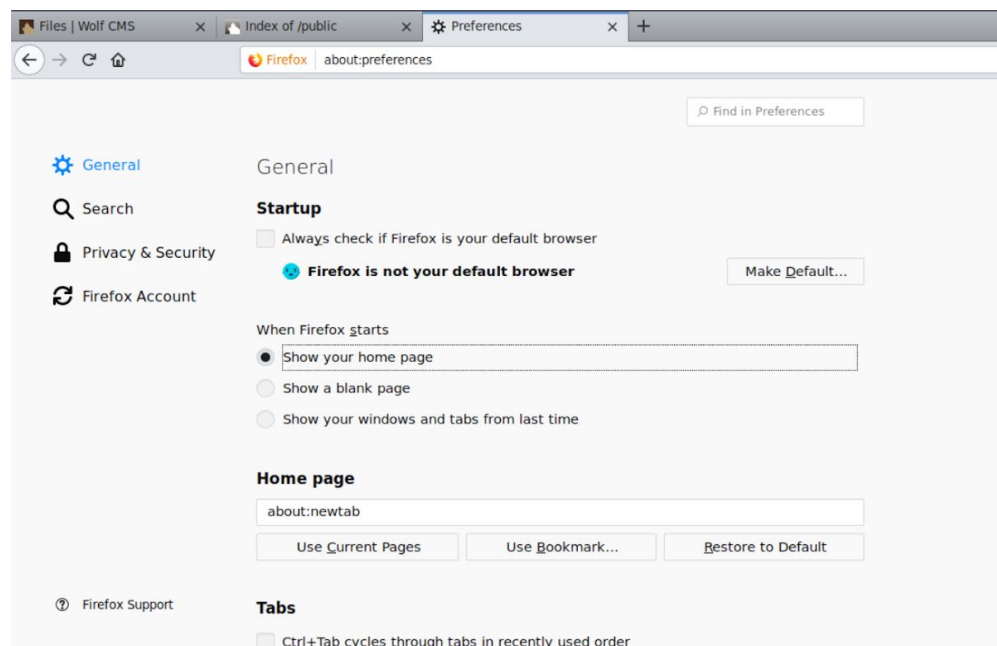 Files | Wolf CMS
Index of /public
Preferences
Firefox about:preferences
Find in Preferences
General
Search
Privacy & Security
Firefox Account
General
Startup
Always check if Firefox is your default browser
Firefox is not your default browser
Make Default...
When Firefox starts
Show your home page
Show a blank page
Show your windows and tabs from last time
Home page
about:newtab
Use Current Pages
Use Bookmark...
Restore to Default
Firefox Support
Tabs
Ctrl+Tab cycles through tabs in recently used order